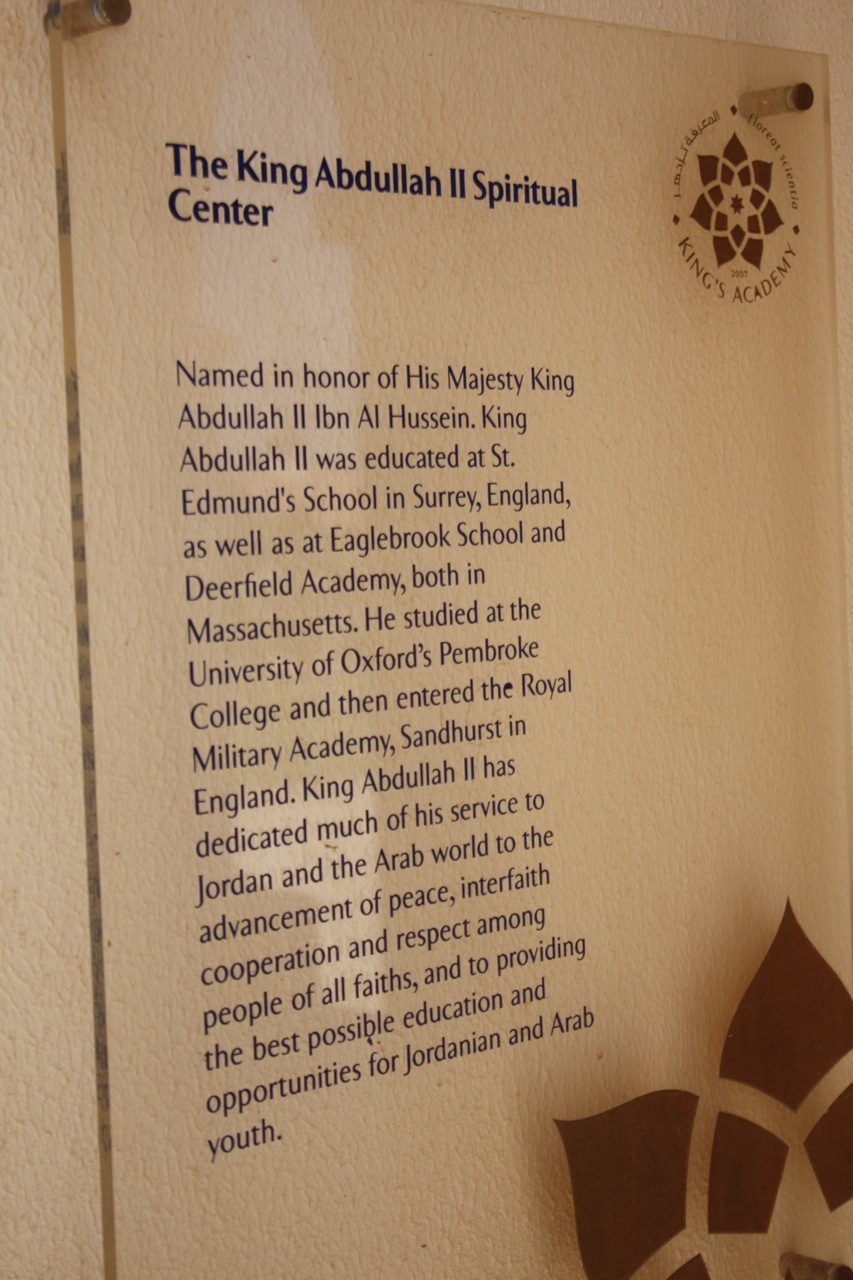 The King Abdullah II Spiritual
Center
المعرفة تزدهر
floreat scientia
KING'S ACADEMY
2007
Named in honor of His Majesty King
Abdullah II Ibn Al Hussein. King
Abdullah II was educated at St.
Edmund's School in Surrey, England,
as well as at Eaglebrook School and
Deerfield Academy, both in
Massachusetts. He studied at the
University of Oxford’s Pembroke
College and then entered the Royal
Military Academy, Sandhurst in
England. King Abdullah II has
dedicated much of his service to
Jordan and the Arab world to the
advancement of peace, interfaith
cooperation and respect among
people of all faiths, and to providing
the best possible education and
opportunities for Jordanian and Arab
youth.